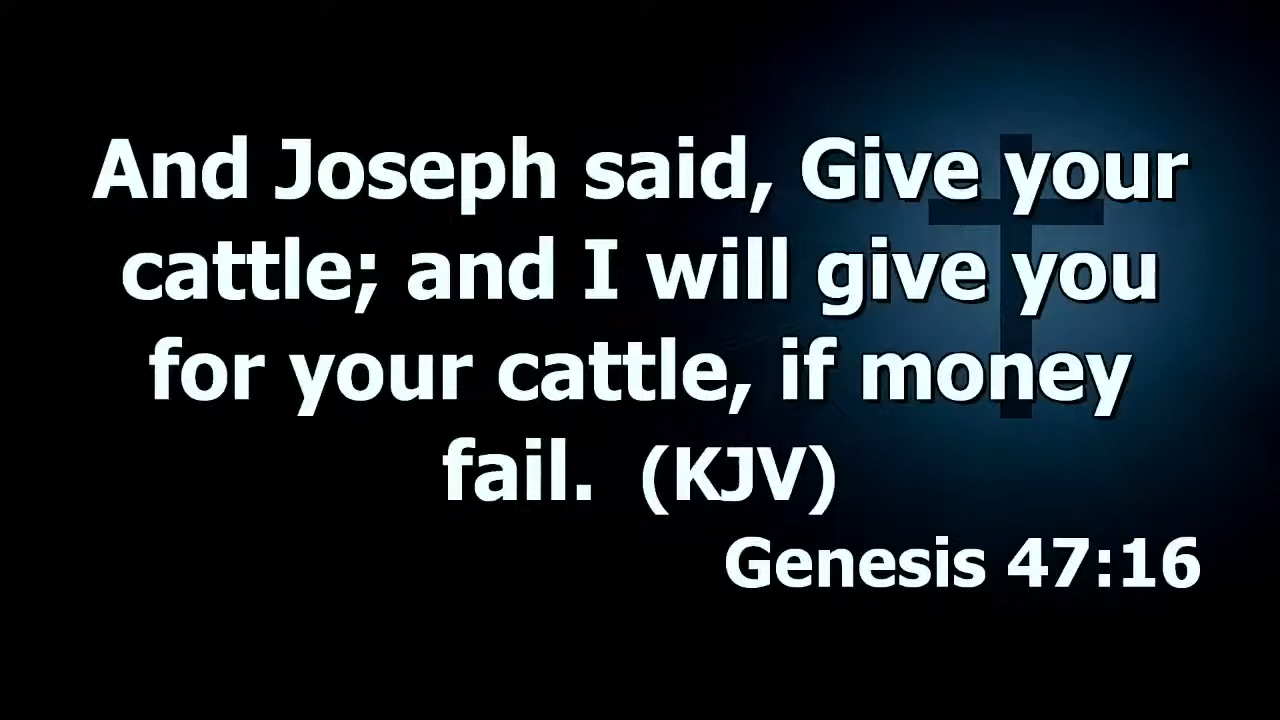 And Joseph said, Give your
cattle; and I will give you
for your cattle, if money
fail. (KJV)
Genesis 47:16